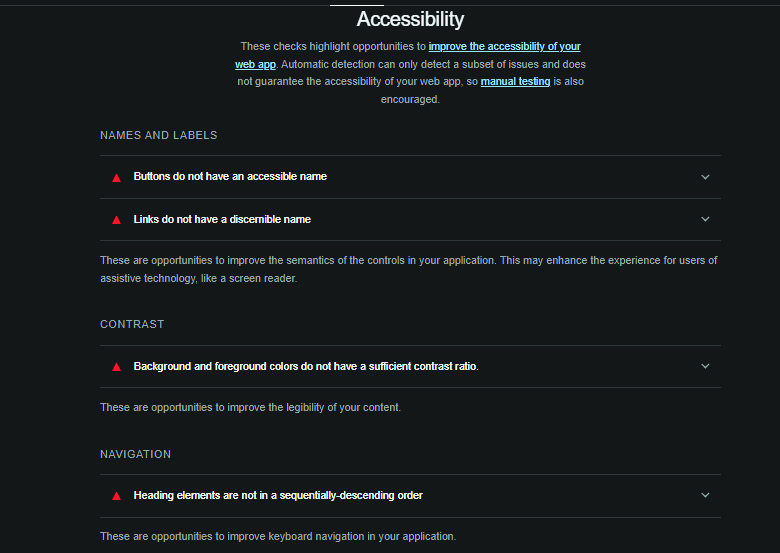 Accessibility
These checks highlight opportunities to improve the accessibility of your
web app. Automatic detection can only detect a subset of issues and does
not guarantee the accessibility of your web app, so manual testing is also
encouraged.
NAMES AND LABELS
Buttons do not have an accessible name
Links do not have a discernible name
These are opportunities to improve the semantics of the controls in your application. This may enhance the experience for users of
assistive technology, like a screen reader.
CONTRAST
Background and foreground colors do not have a sufficient contrast ratio.
These are opportunities to improve the legibility of your content.
NAVIGATION
Heading elements are not in a sequentially-descending order
These are opportunities to improve keyboard navigation in your application.